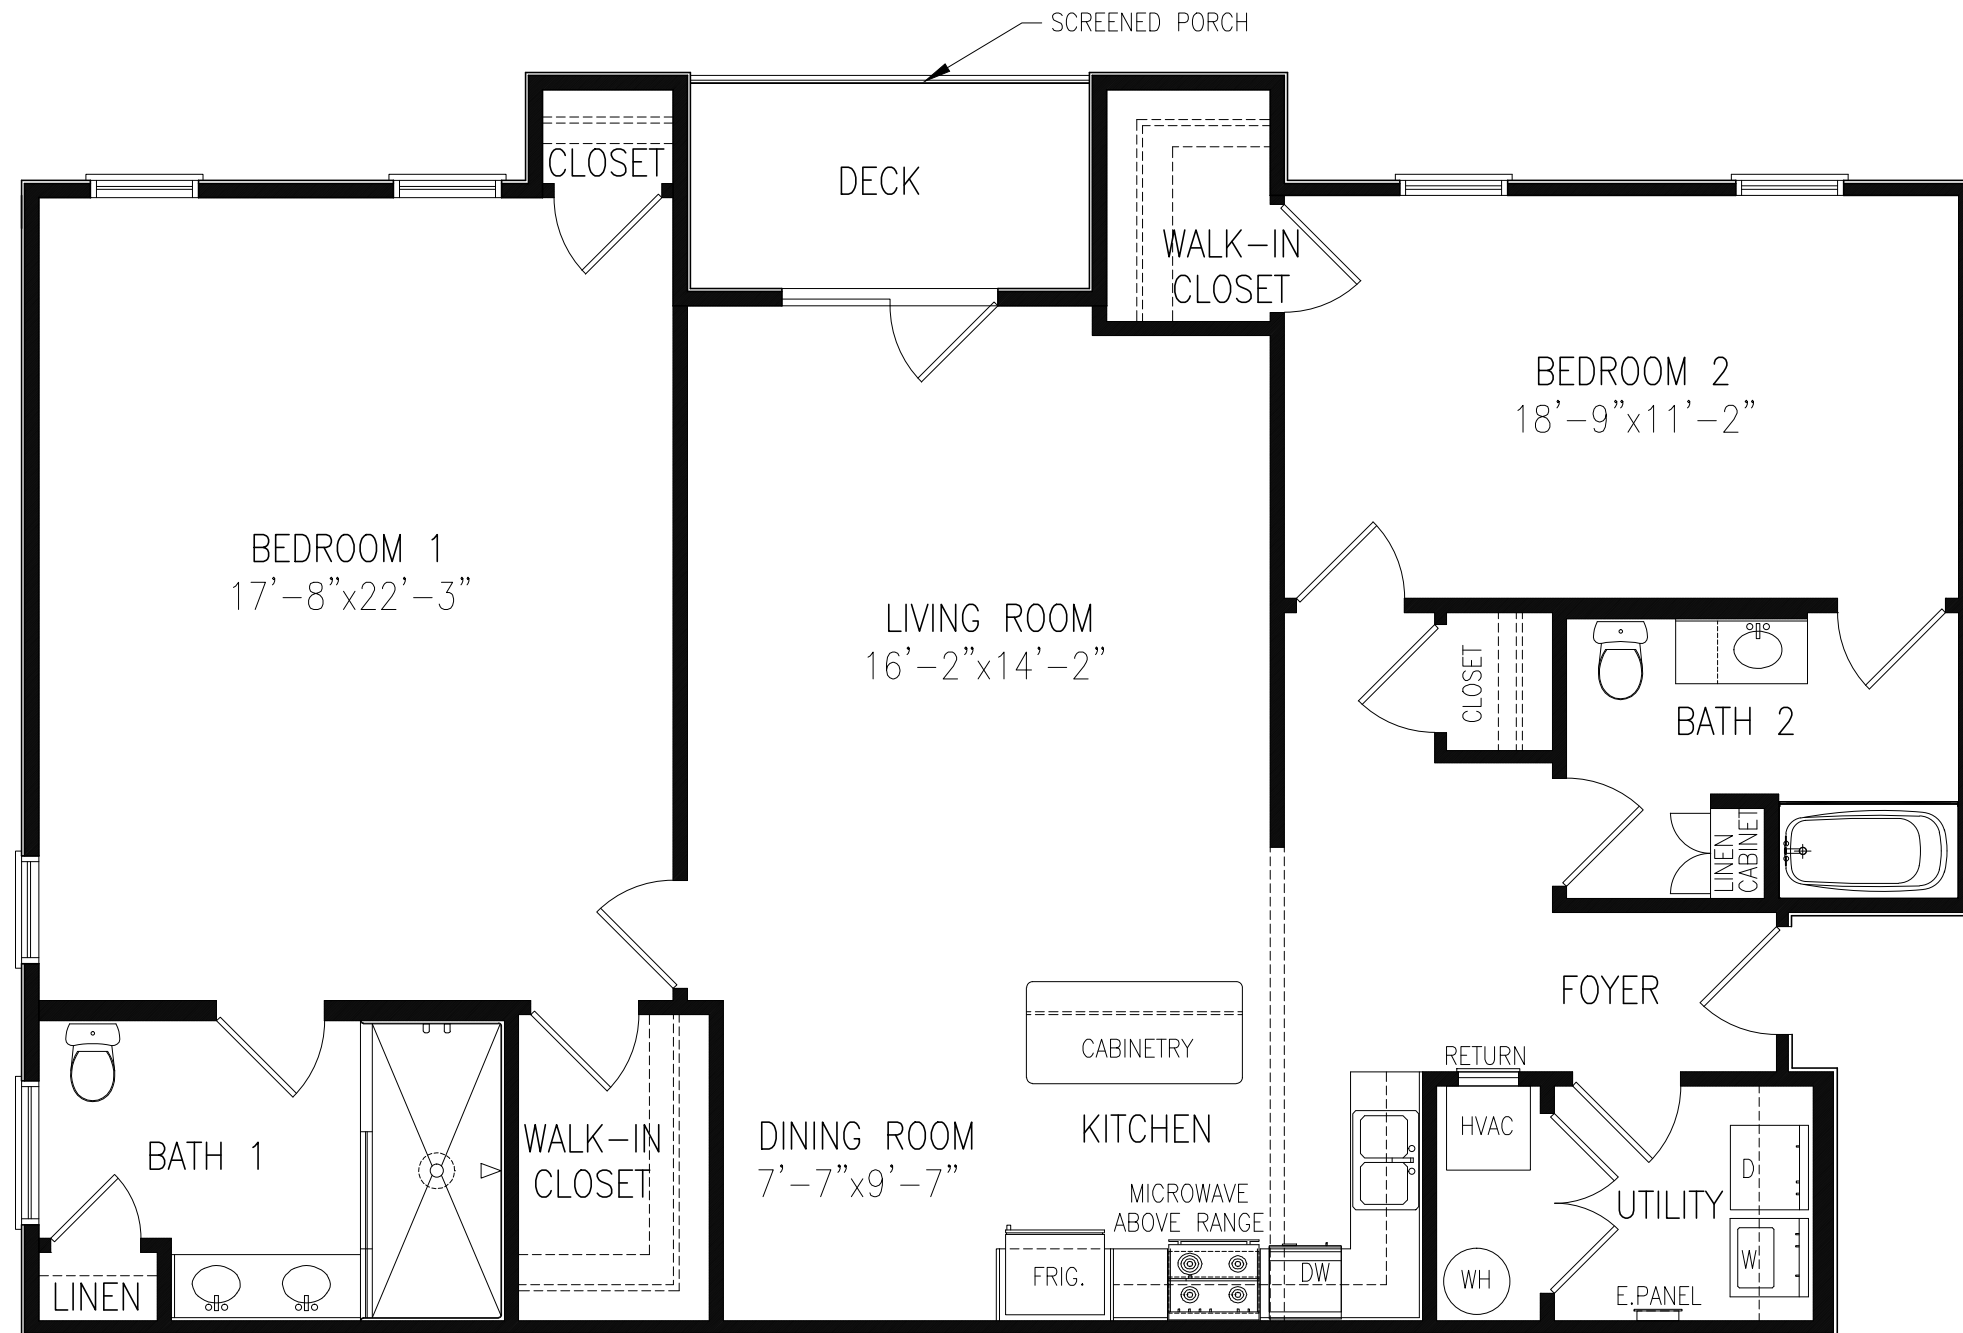 SCREENED PORCH
CLOSET
DECK
WALK-IN
CLOSET
BEDROOM 2
18'-9"x11'-2"
BEDROOM 1
17'-8"x22'-3"
LIVING ROOM
16'-2"x14'-2"
CLOSET
BATH 2
LINEN
CABINET
FOYER
CABINETRY
RETURN
HVAC
KITCHEN
DINING ROOM
7'-7"x9'-7"
WALK-IN
CLOSET
BATH 1
MICROWAVE
ABOVE RANGE
D
UTILITY
W
FRIG.
DW
WH
E.PANEL
LINEN